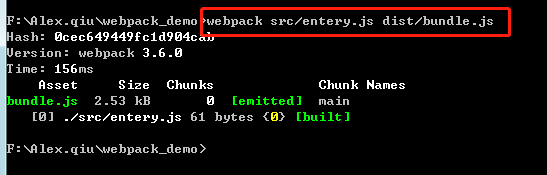 F:\Alex.qiu\webpack_demo>webpack src/entery.js dist/bundle.js
Hash: 0cec649449fc1d904cab
Version: webpack 3.6.0
Time: 156ms
Asset Size Chunks Chunk Names
bundle.js 2.53 kB 0 [emitted] main
[0] ./src/entery.js 61 bytes {0} [built]
F:\Alex.qiu\webpack_demo>